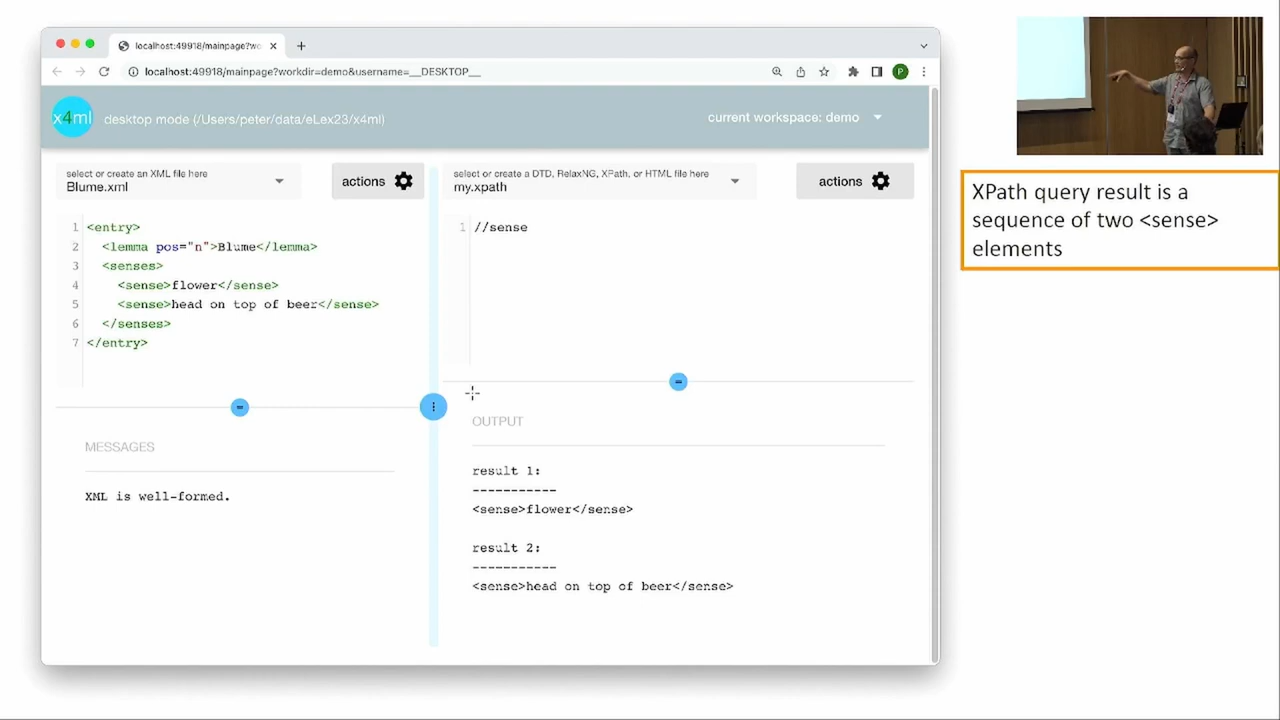 localhost:49918/mainpage?wo
localhost:49918/mainpage?workdir=demo&username=__DESKTOP__
P
x4ml
desktop mode (/Users/peter/data/eLex23/x4ml)
current workspace: demo
select or create an XML file here
Blume.xml
actions
select or create a DTD, RelaxNG, XPath, or HTML file here
my.xpath
actions
1 <entry>
2 <lemma pos="n">Blume</lemma>
3 <senses>
4 <sense>flower</sense>
5 <sense>head on top of beer</sense>
6 </senses>
7 </entry>
1 //sense
MESSAGES
XML is well-formed.
OUTPUT
result 1:
-----------
<sense>flower</sense>
result 2:
-----------
<sense>head on top of beer</sense>
XPath query result is a
sequence of two <sense>
elements